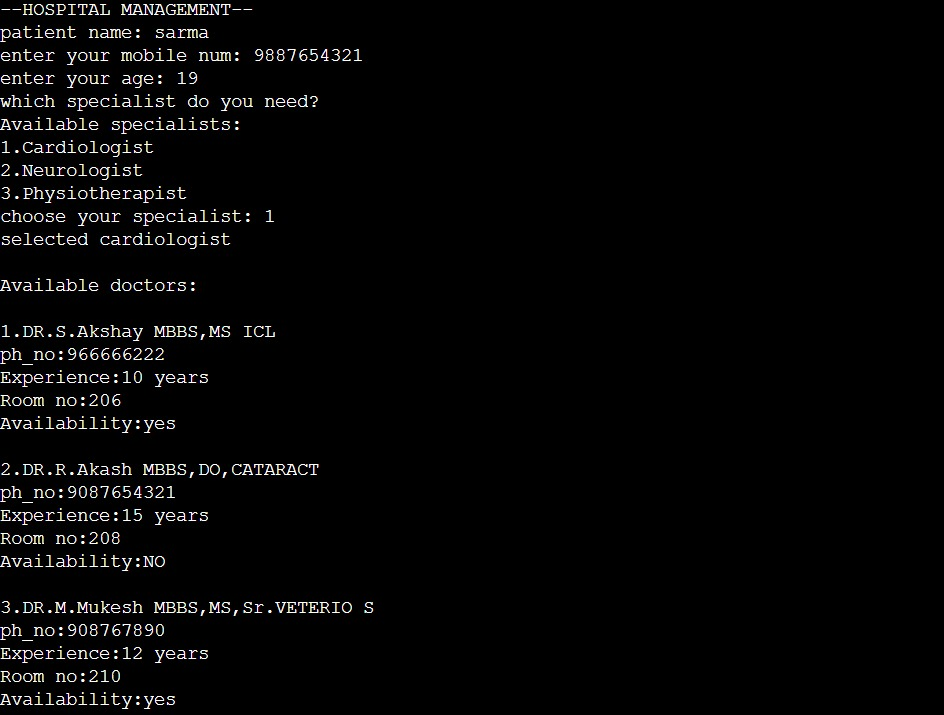 --HOSPITAL MANAGEMENT--
patient name: sarma
enter your mobile num: 9887654321
enter your age: 19
which specialist do you need?
Available specialists:
1.Cardiologist
2.Neurologist
3.Physiotherapist
choose your specialist: 1
selected cardiologist
Available doctors:
1.DR.S.Akshay MBBS,MS ICL
ph_no:966666222
Experience:10 years
Room no:206
Availability:yes
2.DR.R.Akash MBBS,DO,CATARACT
ph_no:9087654321
Experience:15 years
Room no:208
Availability:NO
3.DR.M.Mukesh MBBS,MS,Sr.VETERIO S
ph_no:908767890
Experience:12 years
Room no:210
Availability:yes